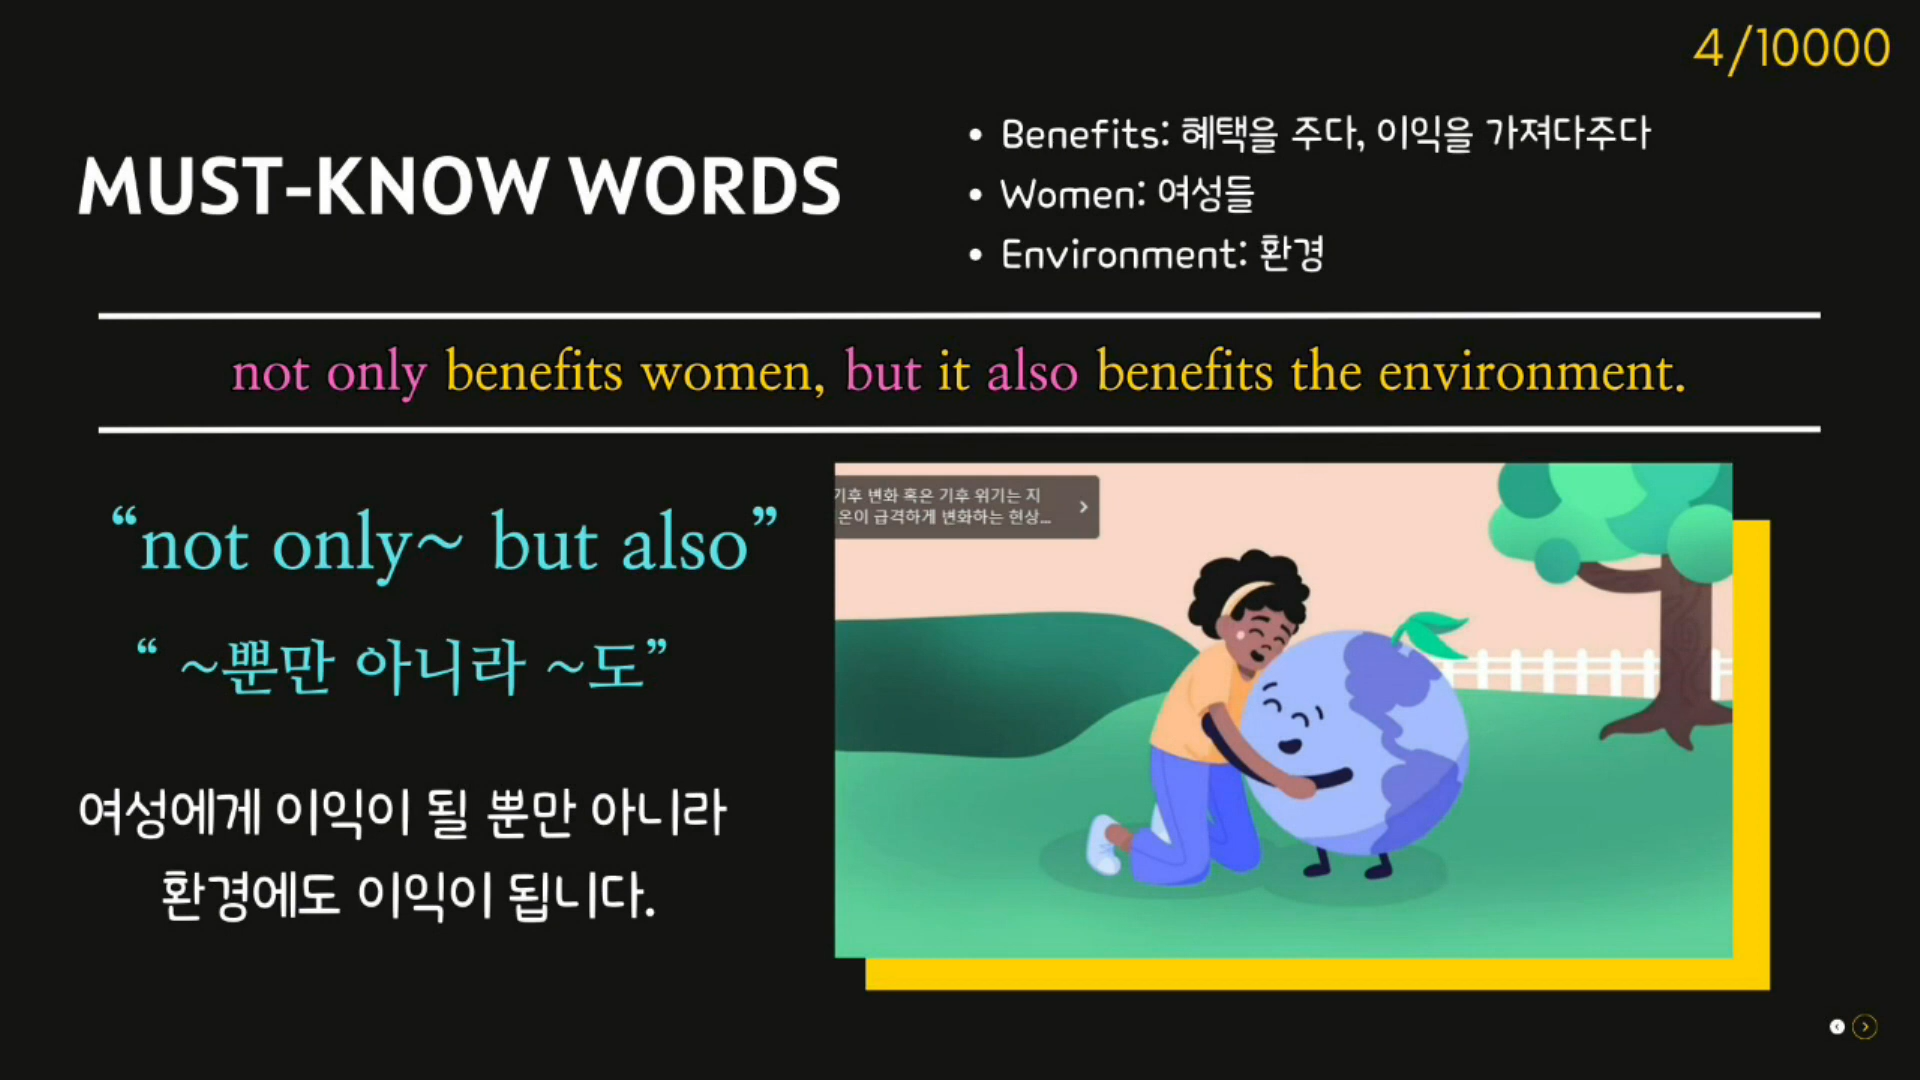 4/10000
MUST-KNOW WORDS
• Benefits: 혜택을 주다, 이익을 가져다주다
• Women: 여성들
• Environment: 환경
not only benefits women, but it also benefits the environment.
“not only~ but also”
“ ~뿐만 아니라 ~도”
여성에게 이익이 될 뿐만 아니라
환경에도 이익이 됩니다.
기후 변화 혹은 기후 위기는 지
온이 급격하게 변화하는 현상...